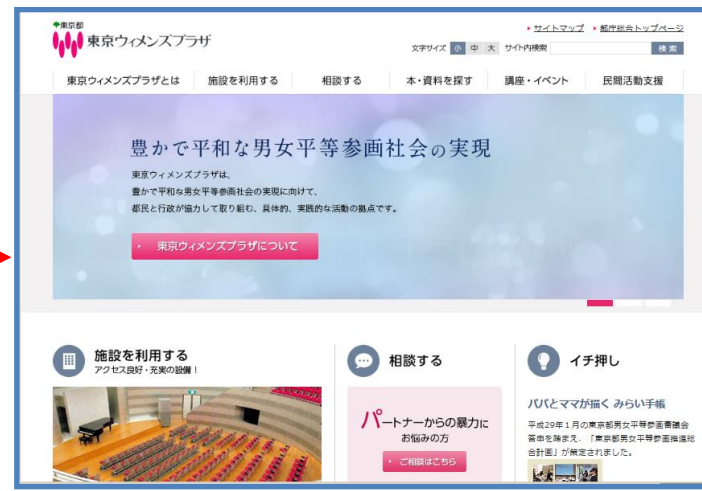 東京都
東京ウィメンズプラザ
サイトマップ 都庁総合トップページ
文字サイズ 小 中 大 サイト内検索 検索
東京ウィメンズプラザとは 施設を利用する 相談する 本・資料を探す 講座・イベント 民間活動支援
豊かで平和な男女平等参画社会の実現
東京ウィメンズプラザは、
豊かで平和な男女平等参画社会の実現に向けて、
都民と行政が協力して取り組む、具体的、実践的な活動の拠点です。
東京ウィメンズプラザについて
施設を利用する
アクセス良好・充実の設備！
相談する
パートナーからの暴力に
お悩みの方
ご相談はこちら
イチ押し
パパとママが描く みらい手帳
平成29年１月の東京都男女平等参画審議会
答申を踏まえ、「東京都男女平等参画推進総
合計画」が策定されました。